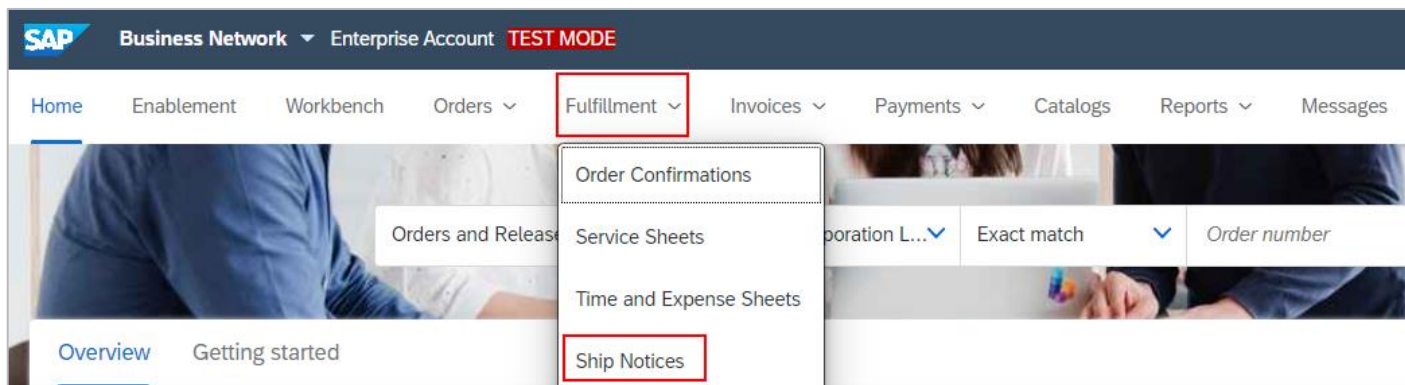 SAP Business Network Enterprise Account TEST MODE
Home Enablement Workbench Orders Fulfillment Invoices Payments Catalogs Reports Messages
Order Confirmations
Orders and Release Service Sheets poration L... Exact match Order number
Time and Expense Sheets
Overview Getting started Ship Notices